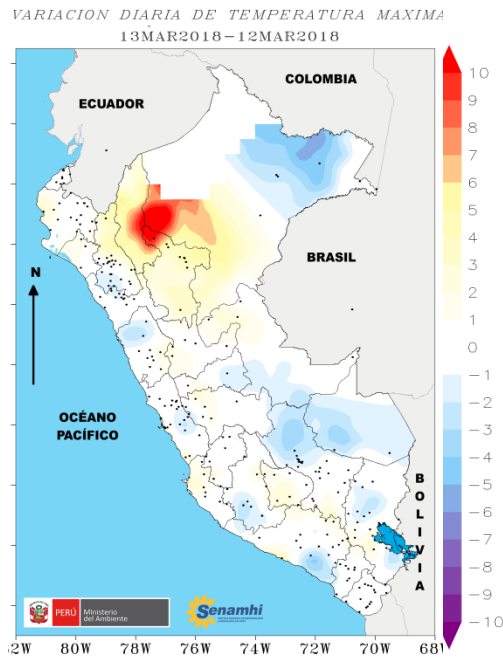 VARIACION DIARIA DE TEMPERATURA MAXIMA
13MAR2018−12MAR2018
COLOMBIA
ECUADOR
BRASIL
N
OCÉANO
PACÍFICO
BOLIVIA
10
9
8
7
6
5
4
3
2
1
0
−1
−2
−3
−4
−5
−6
−7
−8
−9
−10
PERÚ
Ministerio
del Ambiente
Senamhi
82W
80W
78W
76W
74W
72W
70W
68W